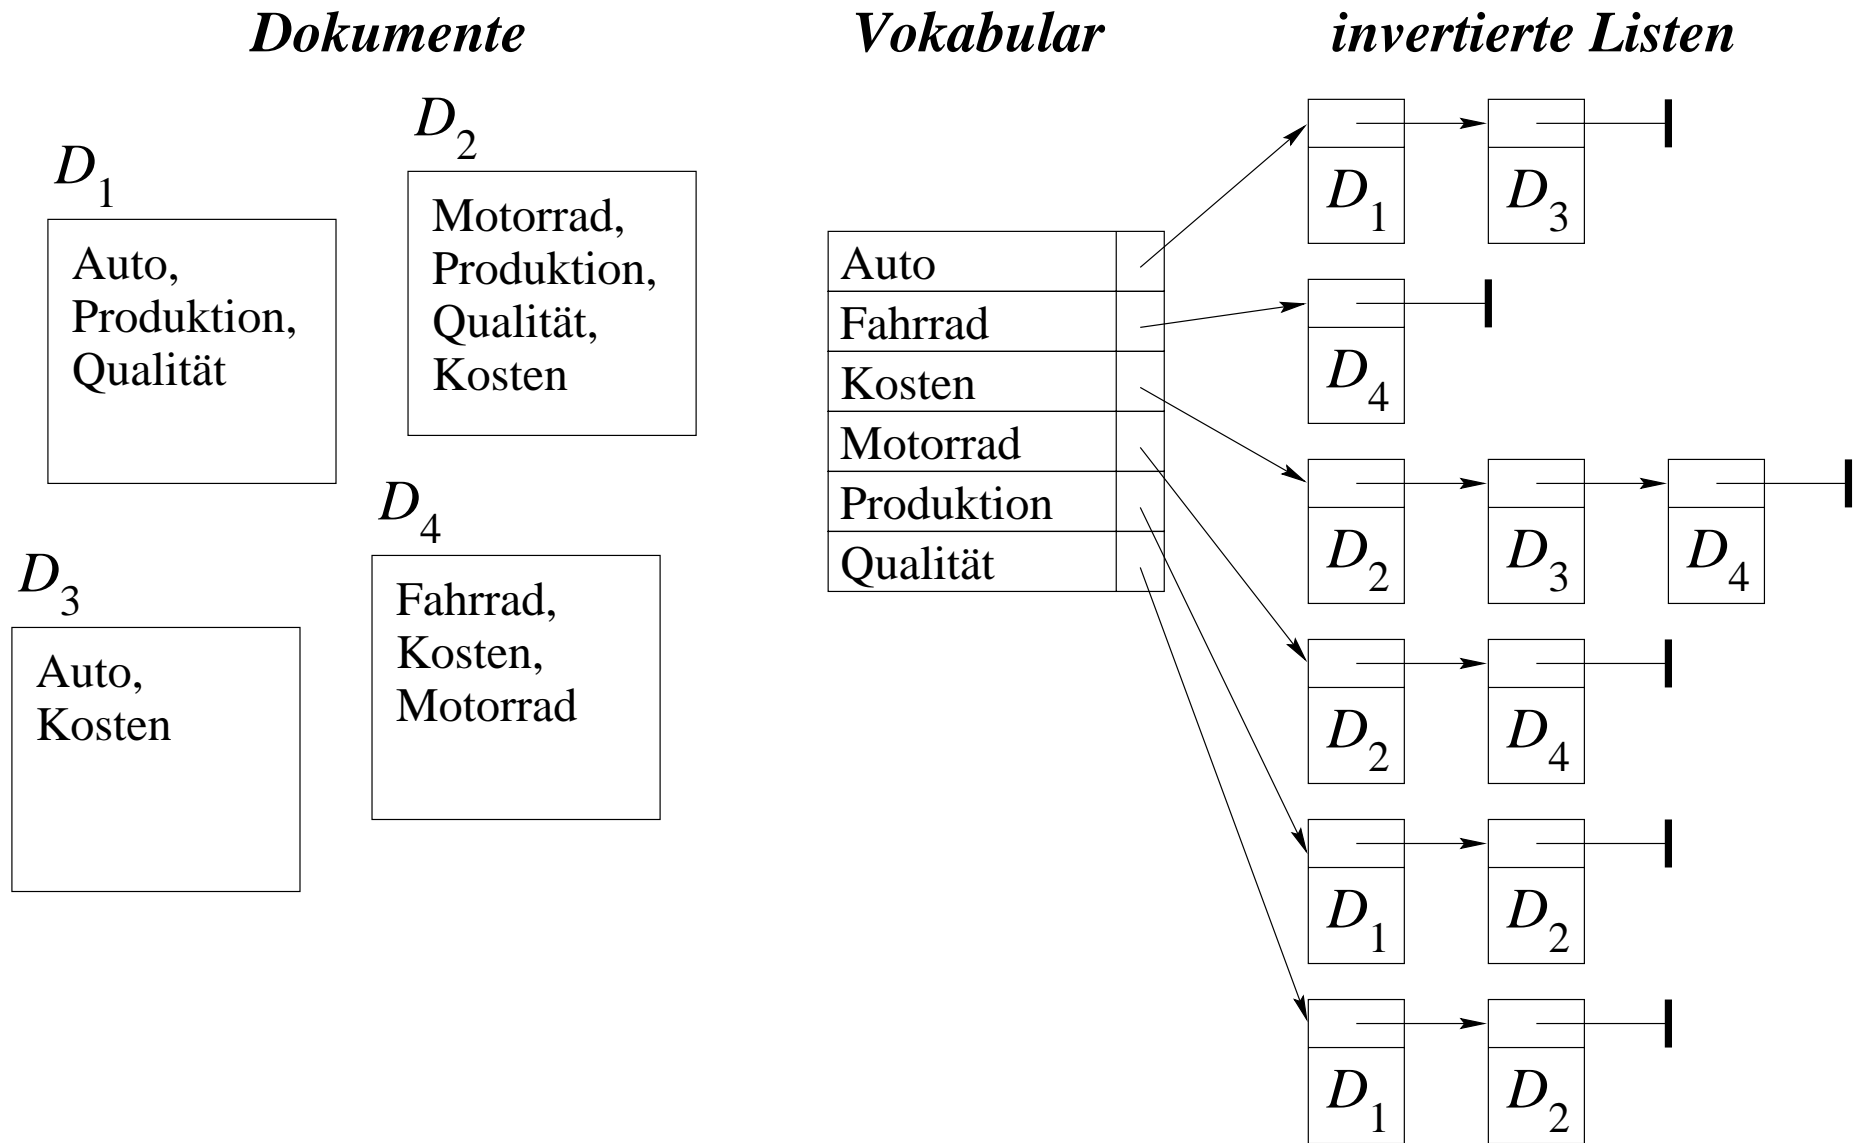 Dokumente
D1
Auto,
Produktion,
Qualität
D2
Motorrad,
Produktion,
Qualität,
Kosten
D3
Auto,
Kosten
D4
Fahrrad,
Kosten,
Motorrad
Vokabular
Auto
Fahrrad
Kosten
Motorrad
Produktion
Qualität
invertierte Listen
D1 D3
D4
D2 D3 D4
D2 D4
D1 D2
D1 D2